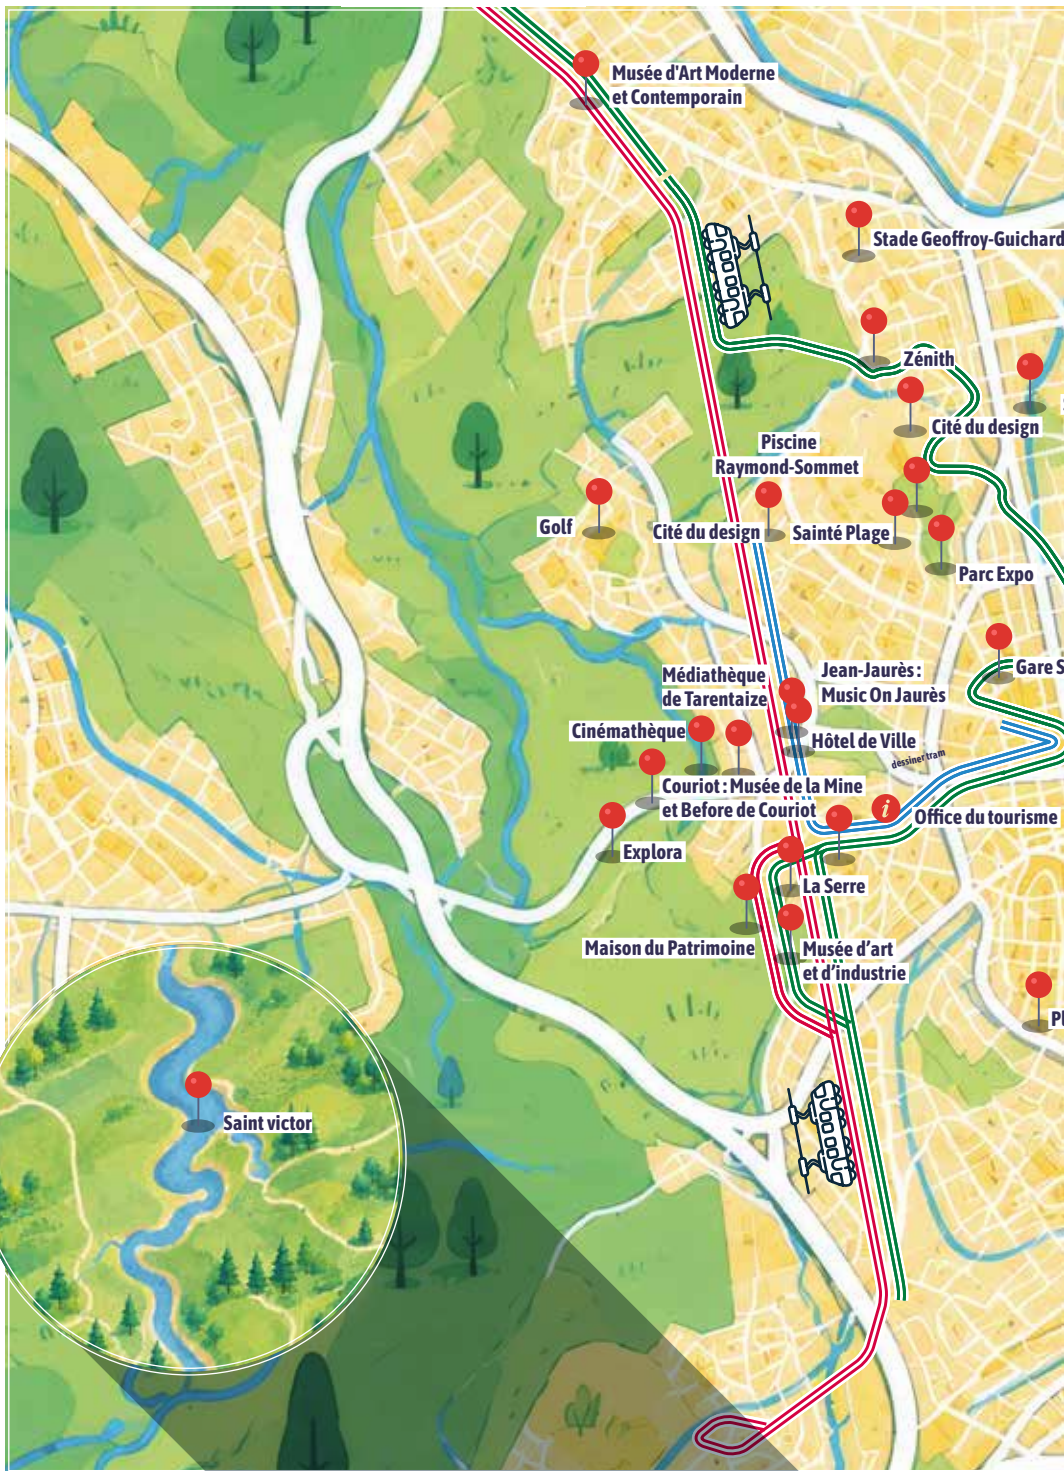 Musée d'Art Moderne
et Contemporain
Stade Geoffroy-Guichard
Zénith
Cité du design
Piscine
Raymond-Sommet
Golf
Cité du design
Sainté Plage
Parc Expo
Gare S
Médiathèque
de Tarentaize
Jean-Jaurès :
Music On Jaurès
Cinémathèque
Hôtel de Ville
dessiner tram
Couriot : Musée de la Mine
et Before de Couriot
i
Office du tourisme
Explora
La Serre
Maison du Patrimoine
Musée d’art
et d’industrie
Pl
Saint victor